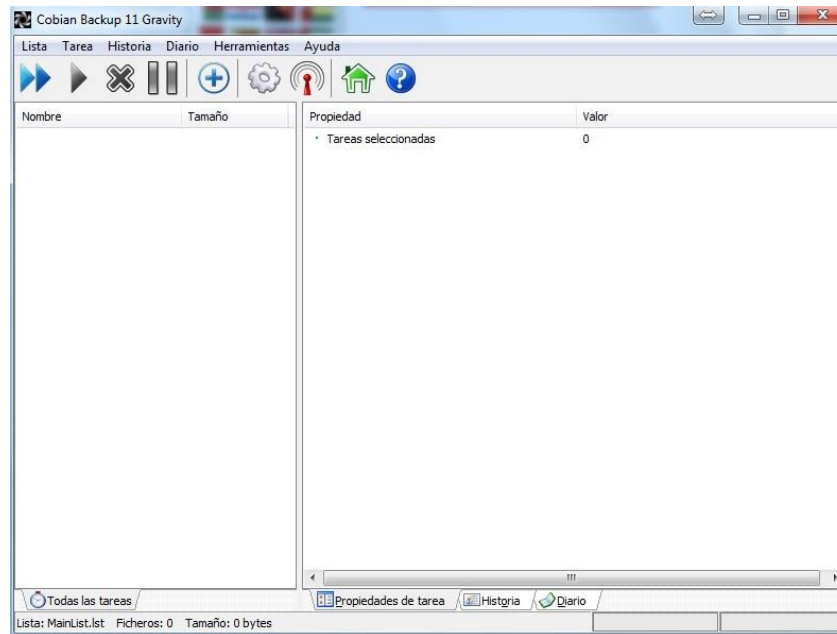 Cobian Backup 11 Gravity
Lista Tarea Historia Diario Herramientas Ayuda
Nombre Tamaño Propiedad Valor
Tareas seleccionadas 0
Todas las tareas Propiedades de tarea Historia Diario
Lista: MainList.lst Ficheros: 0 Tamaño: 0 bytes